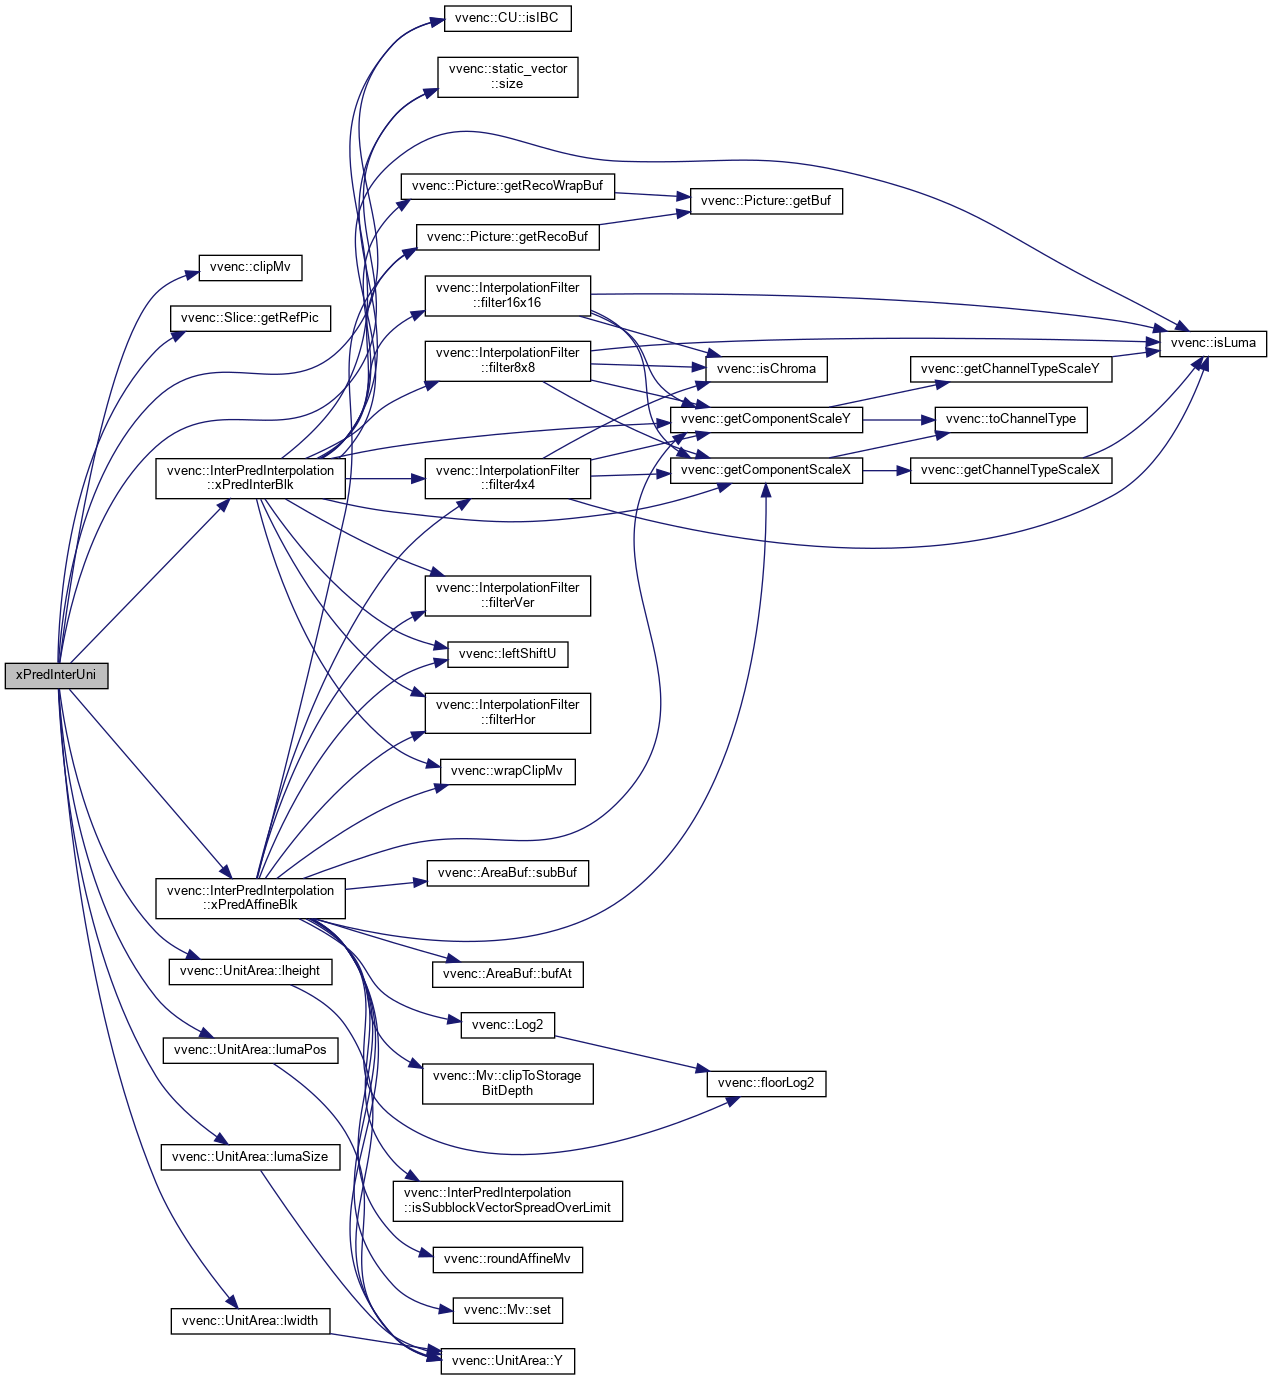 vvenc::CU::isIBC
vvenc::static_vector
::size
vvenc::Picture::getRecoWrapBuf
vvenc::Picture::getBuf
vvenc::Picture::getRecoBuf
vvenc::clipMv
vvenc::Slice::getRefPic
vvenc::InterpolationFilter
::filter16x16
vvenc::isLuma
vvenc::InterpolationFilter
::filter8x8
vvenc::isChroma
vvenc::getChannelTypeScaleY
vvenc::getComponentScaleY
vvenc::toChannelType
vvenc::InterPredInterpolation
::xPredInterBlk
vvenc::InterpolationFilter
::filter4x4
vvenc::getComponentScaleX
vvenc::getChannelTypeScaleX
vvenc::InterpolationFilter
::filterVer
vvenc::leftShiftU
xPredInterUni
vvenc::InterpolationFilter
::filterHor
vvenc::wrapClipMv
vvenc::AreaBuf::subBuf
vvenc::InterPredInterpolation
::xPredAffineBlk
vvenc::UnitArea::lheight
vvenc::AreaBuf::bufAt
vvenc::Log2
vvenc::UnitArea::lumaPos
vvenc::Mv::clipToStorage
BitDepth
vvenc::floorLog2
vvenc::UnitArea::lumaSize
vvenc::InterPredInterpolation
::isSubblockVectorSpreadOverLimit
vvenc::roundAffineMv
vvenc::Mv::set
vvenc::UnitArea::lwidth
vvenc::UnitArea::Y